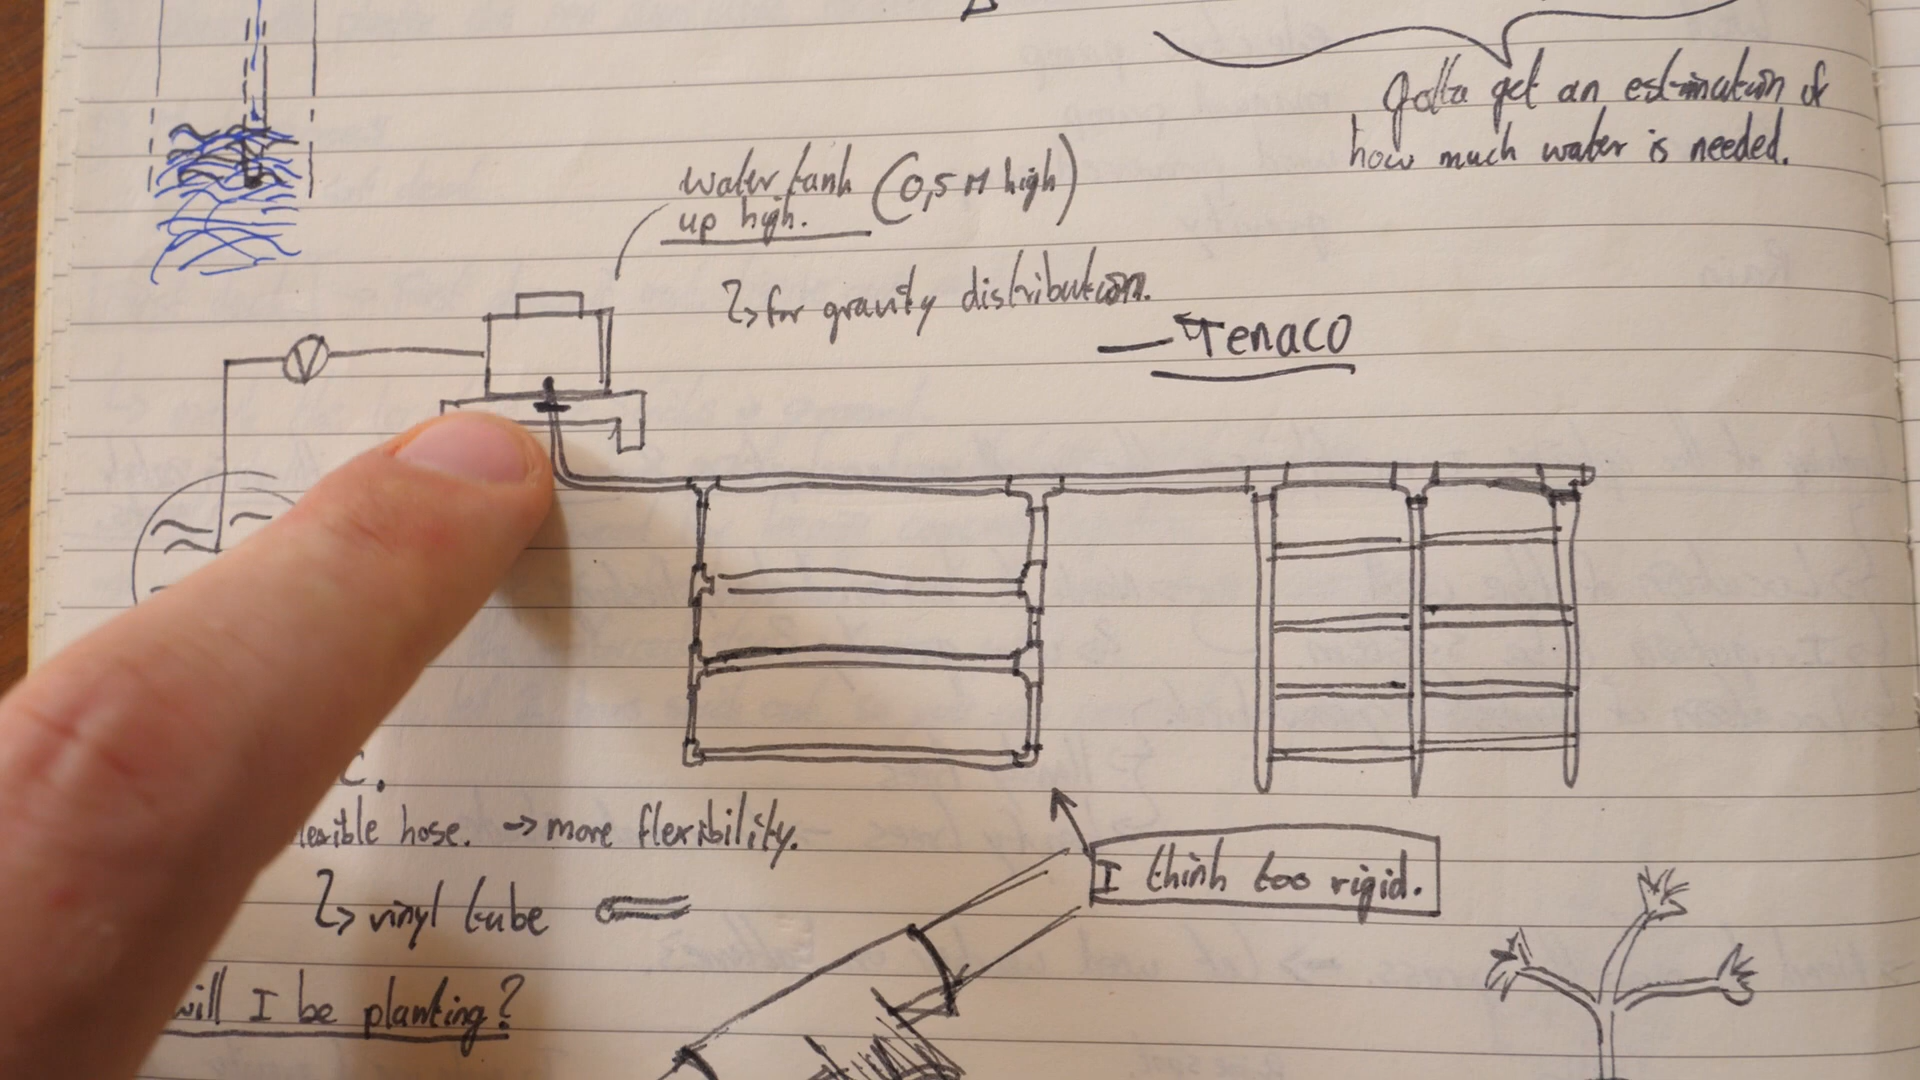 Gotta get an estimation of
how much water is needed.
water tank (0,5 M high)
up high.
↳ for gravity distribution.
— Tenaco
V
C.
lexible hose. → more flexibility.
↳ vinyl tube
I think too rigid.
will I be planting?